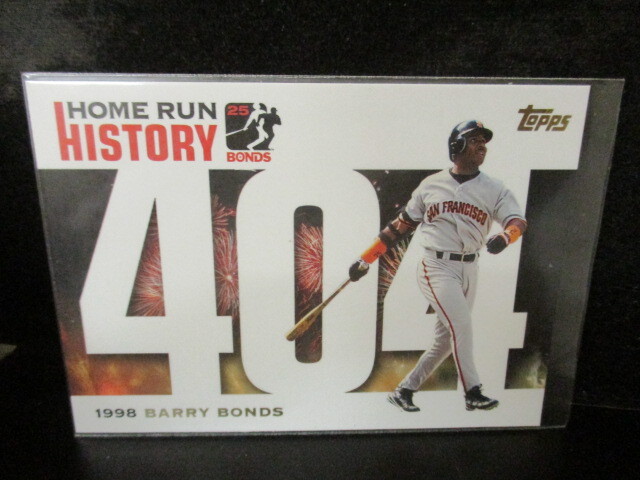 HOME RUN
HISTORY
25
BONDS
Topps
404
SAN FRANCISCO
1998 BARRY BONDS